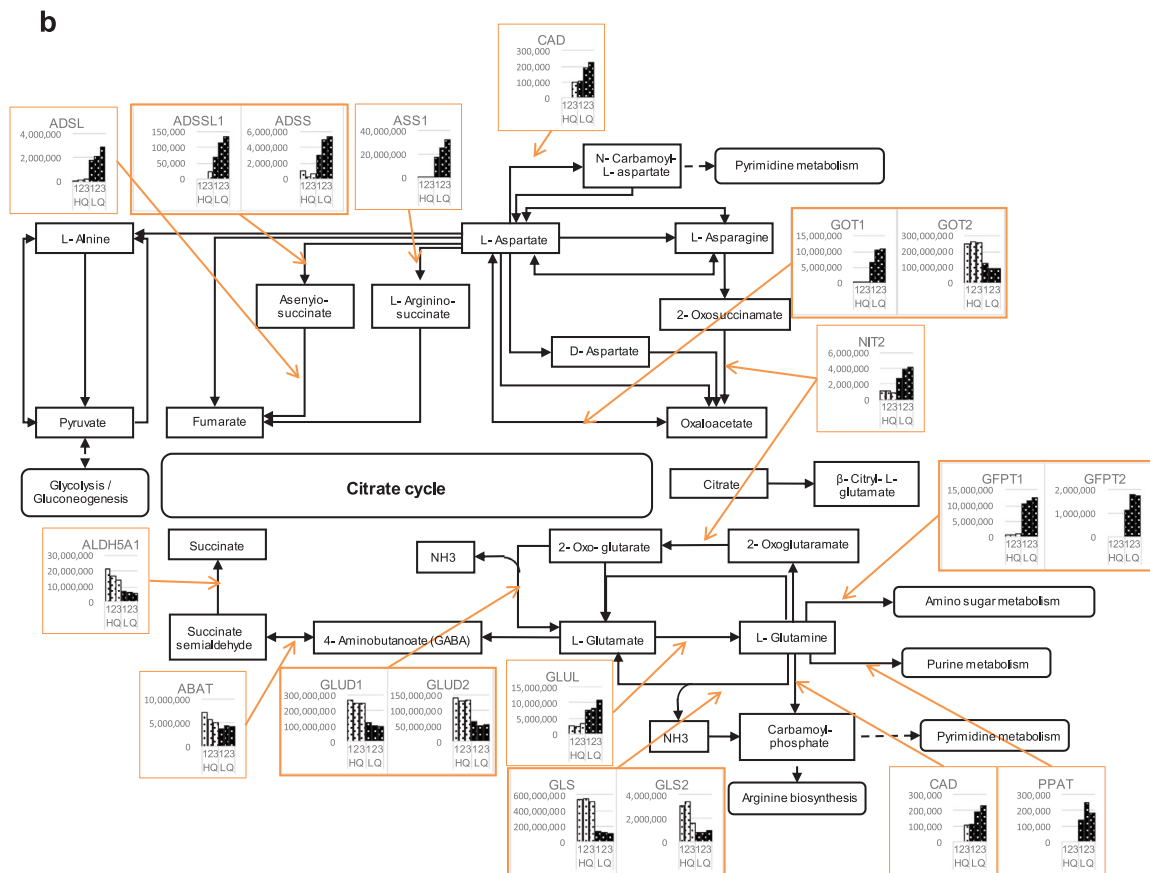 b
CAD
300,000
200,000
100,000
0
123123
HQ LQ
ADSL
4,000,000
2,000,000
0
123123
HQ LQ
ADSSL1
150,000
100,000
50,000
0
123123
HQ LQ
ADSS
6,000,000
4,000,000
2,000,000
0
123123
HQ LQ
ASS1
40,000
20,000
0
123123
HQ LQ
N- Carbamoyl-
L- aspartate
Pyrimidine metabolism
L- Alnine
L- Aspartate
L- Asparagine
GOT1
15,000,000
10,000,000
5,000,000
0
123123
HQ LQ
GOT2
300,000,000
200,000,000
100,000,000
0
123123
HQ LQ
Asenyio-
succinate
L- Arginino-
succinate
2- Oxosuccinamate
D- Aspartate
NIT2
6,000,000
4,000,000
2,000,000
0
123123
HQ LQ
Pyruvate
Fumarate
Oxaloacetate
Glycolysis /
Gluconeogenesis
Citrate cycle
Citrate
β- Citryl- L-
glutamate
GFPT1
15,000,000
10,000,000
5,000,000
0
123123
HQ LQ
GFPT2
2,000,000
1,000,000
0
123123
HQ LQ
ALDH5A1
30,000,000
20,000,000
10,000,000
0
123123
HQ LQ
Succinate
NH3
2- Oxo- glutarate
2- Oxoglutaramate
Amino sugar metabolism
Succinate
semialdehyde
4- Aminobutanoate (GABA)
L- Glutamate
L- Glutamine
Purine metabolism
ABAT
10,000,000
5,000,000
0
123123
HQ LQ
GLUD1
300,000,000
200,000,000
100,000,000
0
123123
HQ LQ
GLUD2
150,000,000
100,000,000
50,000,000
0
123123
HQ LQ
GLUL
15,000,000
10,000,000
5,000,000
0
123123
HQ LQ
NH3
Carbamoyl-
phosphate
Pyrimidine metabolism
Arginine biosynthesis
GLS
600,000,000
400,000,000
200,000,000
0
123123
HQ LQ
GLS2
4,000,000
2,000,000
0
123123
HQ LQ
CAD
300,000
200,000
100,000
0
123123
HQ LQ
PPAT
300,000
200,000
100,000
0
123123
HQ LQ